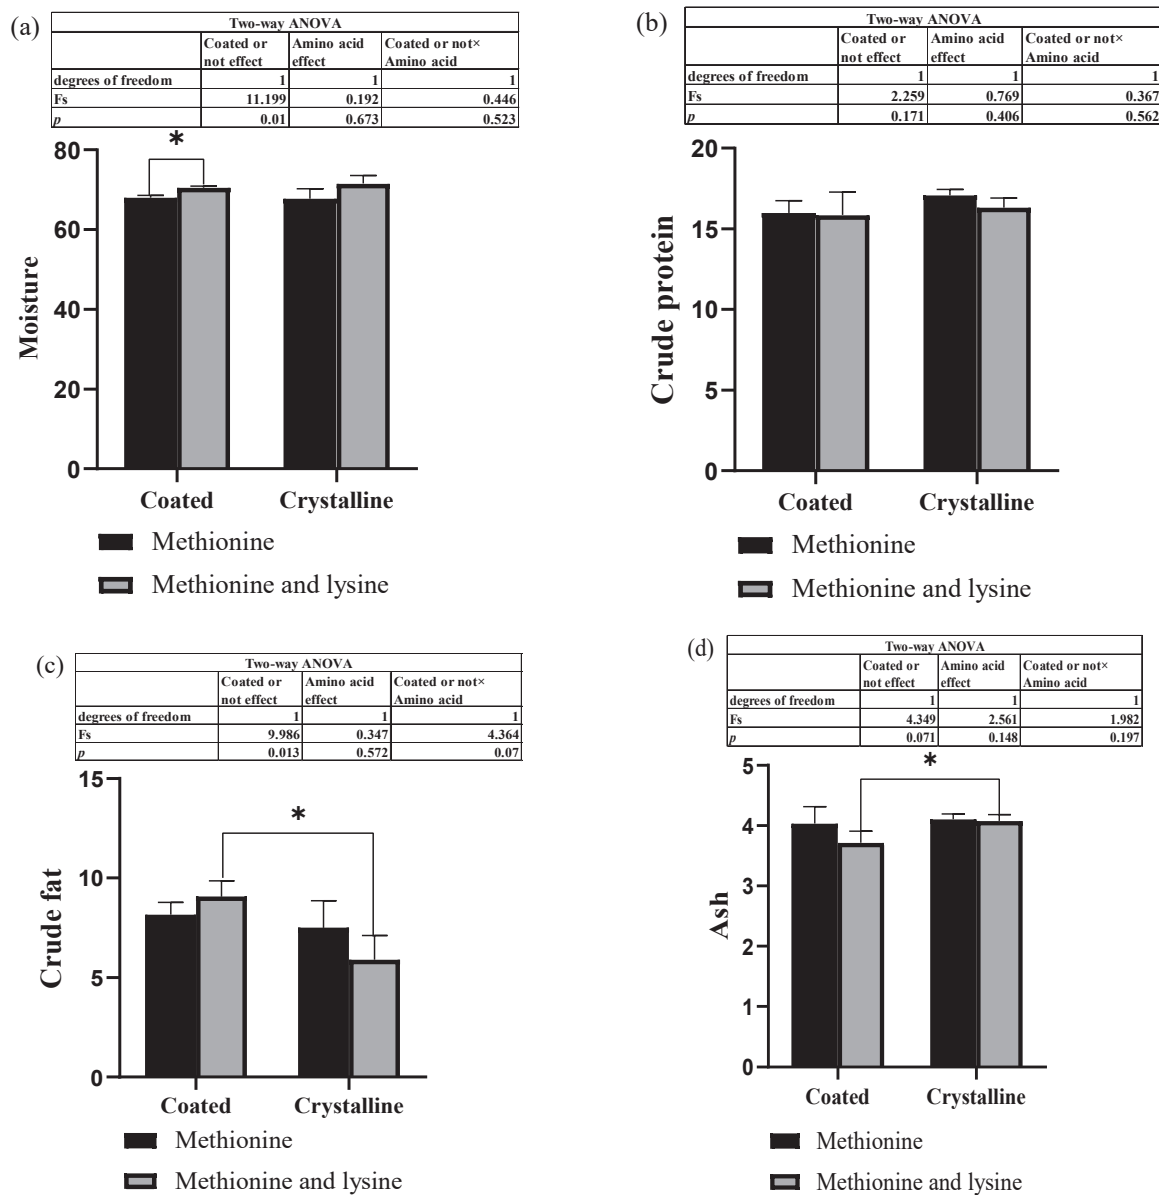 (a)
Two-way ANOVA
Coated or not effect Amino acid effect Coated or not× Amino acid
degrees of freedom 1 1 1
Fs 11.199 0.192 0.446
p 0.01 0.673 0.523
*
80
60
40
20
0
Moisture
Coated Crystalline
Methionine
Methionine and lysine
(b)
Two-way ANOVA
Coated or not effect Amino acid effect Coated or not× Amino acid
degrees of freedom 1 1 1
Fs 2.259 0.769 0.367
p 0.171 0.406 0.562
20
15
10
5
0
Crude protein
Coated Crystalline
Methionine
Methionine and lysine
(c)
Two-way ANOVA
Coated or not effect Amino acid effect Coated or not× Amino acid
degrees of freedom 1 1 1
Fs 9.986 0.347 4.364
p 0.013 0.572 0.07
*
15
10
5
0
Crude fat
Coated Crystalline
Methionine
Methionine and lysine
(d)
Two-way ANOVA
Coated or not effect Amino acid effect Coated or not× Amino acid
degrees of freedom 1 1 1
Fs 4.349 2.561 1.982
p 0.071 0.148 0.197
*
5
4
3
2
1
0
Ash
Coated Crystalline
Methionine
Methionine and lysine